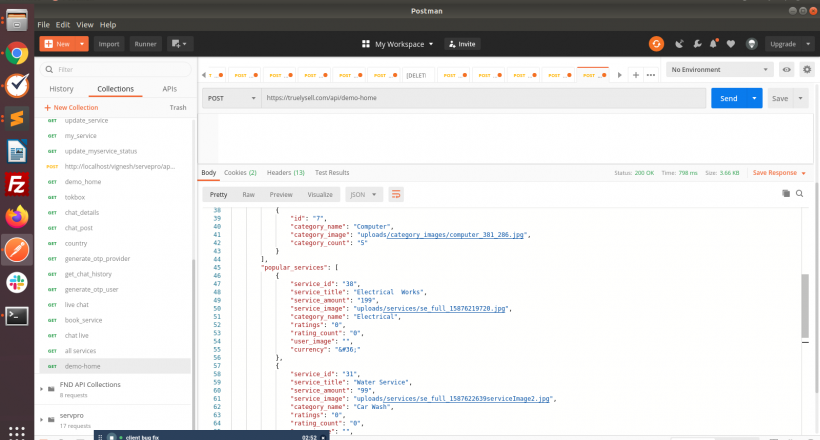 Postman
File Edit View Help
New Import Runner My Workspace Invite Upgrade
Filter
History Collections APIs
+ New Collection Trash
GET update_service
GET my_service
GET update_myservice_status
POST http://localhost/vignesh/servepro/ap...
GET demo_home
GET tokbox
GET chat_details
GET chat_post
GET country
GET generate_otp_provider
GET get_chat_history
GET generate_otp_user
GET live chat
GET book_service
GET chat live
GET all services
GET demo-home
FND API Collections
8 requests
servpro
17 requests
T ... POST ... POST ... POST ... POST ... POST ... [DELET] POST ... POST ... POST ... POST ... POST ... No Environment
POST https://truelysell.com/api/demo-home Send Save
Body Cookies (2) Headers (13) Test Results Status: 200 OK Time: 798 ms Size: 3.66 KB Save Response
Pretty Raw Preview Visualize JSON
38 {
39 "id": "7",
40 "category_name": "Computer",
41 "category_image": "uploads/category_images/computer_381_286.jpg",
42 "category_count": "5"
43 }
44 ],
45 "popular_services": [
46 {
47 "service_id": "38",
48 "service_title": "Electrical  Works",
49 "service_amount": "199",
50 "service_image": "uploads/services/se_full_15876219720.jpg",
51 "category_name": "Electrical",
52 "ratings": "0",
53 "rating_count": "0",
54 "user_image": "",
55 "currency": "&#36;"
56 },
57 {
58 "service_id": "31",
59 "service_title": "Water Service",
60 "service_amount": "99",
61 "service_image": "uploads/services/se_full_1587622639serviceImage2.jpg",
62 "category_name": "Car Wash",
63 "ratings": "0",
64 "rating_count": "0",
client bug fix 02:52